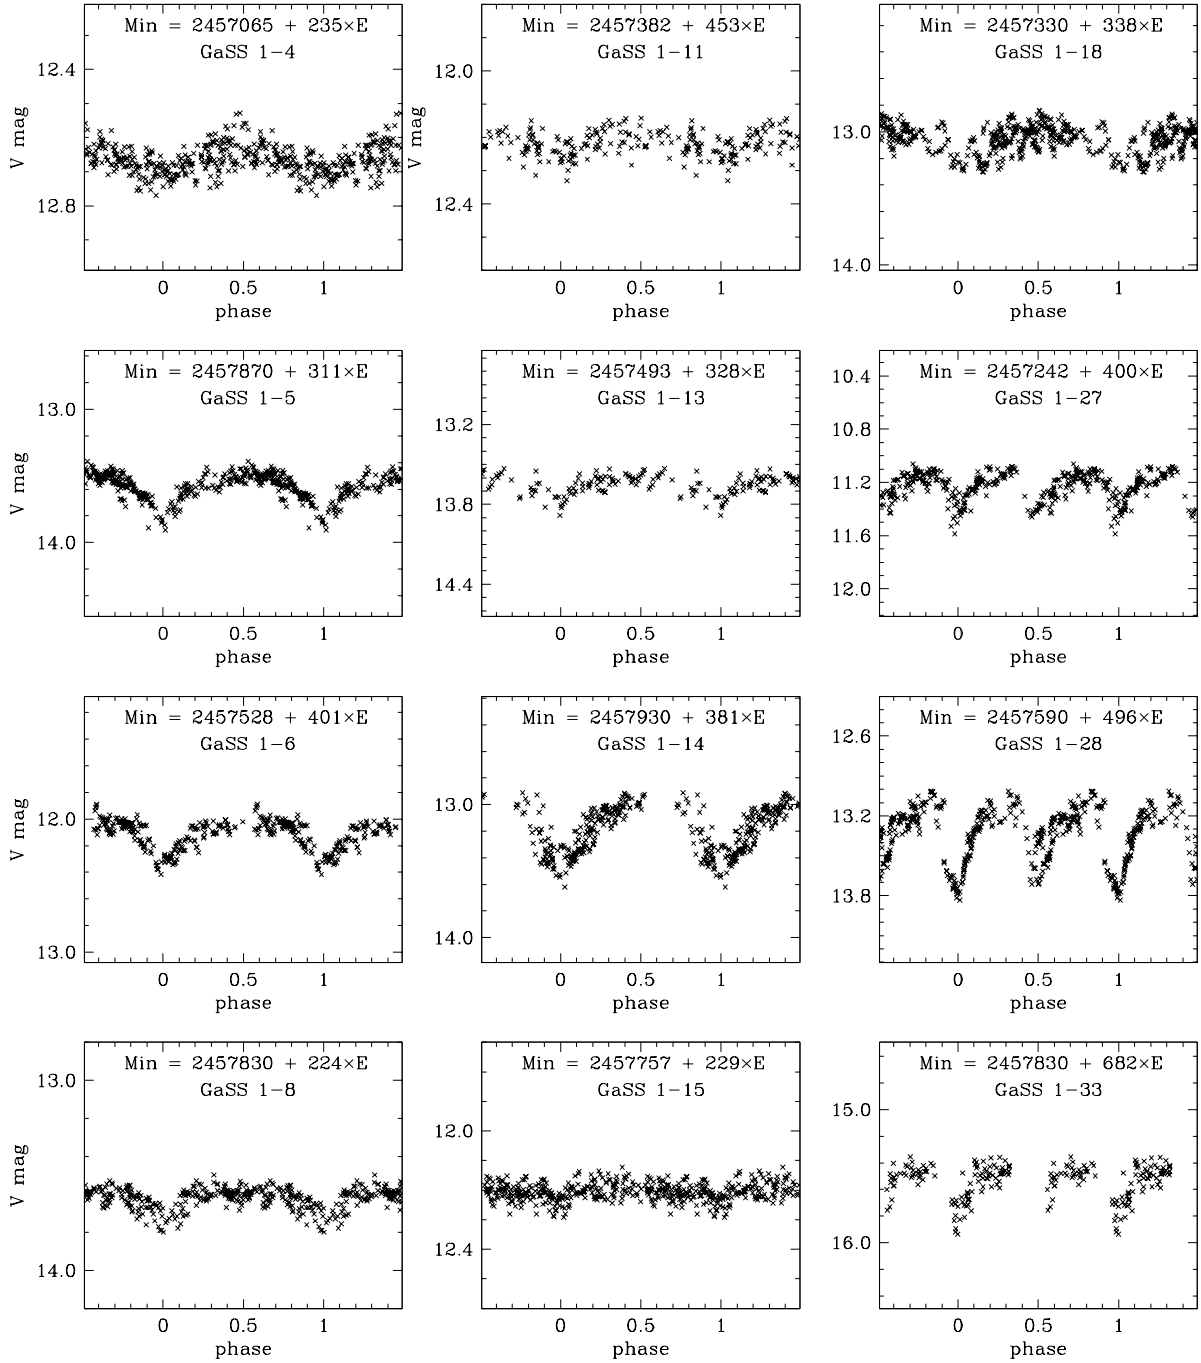 Min = 2457065 + 235×E
GaSS 1−4
12.4
12.8
V mag
0 0.5 1
phase
Min = 2457382 + 453×E
GaSS 1−11
12.0
12.4
V mag
0 0.5 1
phase
Min = 2457330 + 338×E
GaSS 1−18
13.0
14.0
0 0.5 1
phase
Min = 2457870 + 311×E
GaSS 1−5
13.0
14.0
V mag
0 0.5 1
phase
Min = 2457493 + 328×E
GaSS 1−13
13.2
13.8
14.4
0 0.5 1
phase
Min = 2457242 + 400×E
GaSS 1−27
10.4
10.8
11.2
11.6
12.0
0 0.5 1
phase
Min = 2457528 + 401×E
GaSS 1−6
12.0
13.0
V mag
0 0.5 1
phase
Min = 2457930 + 381×E
GaSS 1−14
13.0
14.0
0 0.5 1
phase
Min = 2457590 + 496×E
GaSS 1−28
12.6
13.2
13.8
0 0.5 1
phase
Min = 2457830 + 224×E
GaSS 1−8
13.0
14.0
V mag
0 0.5 1
phase
Min = 2457757 + 229×E
GaSS 1−15
12.0
12.4
0 0.5 1
phase
Min = 2457830 + 682×E
GaSS 1−33
15.0
16.0
0 0.5 1
phase